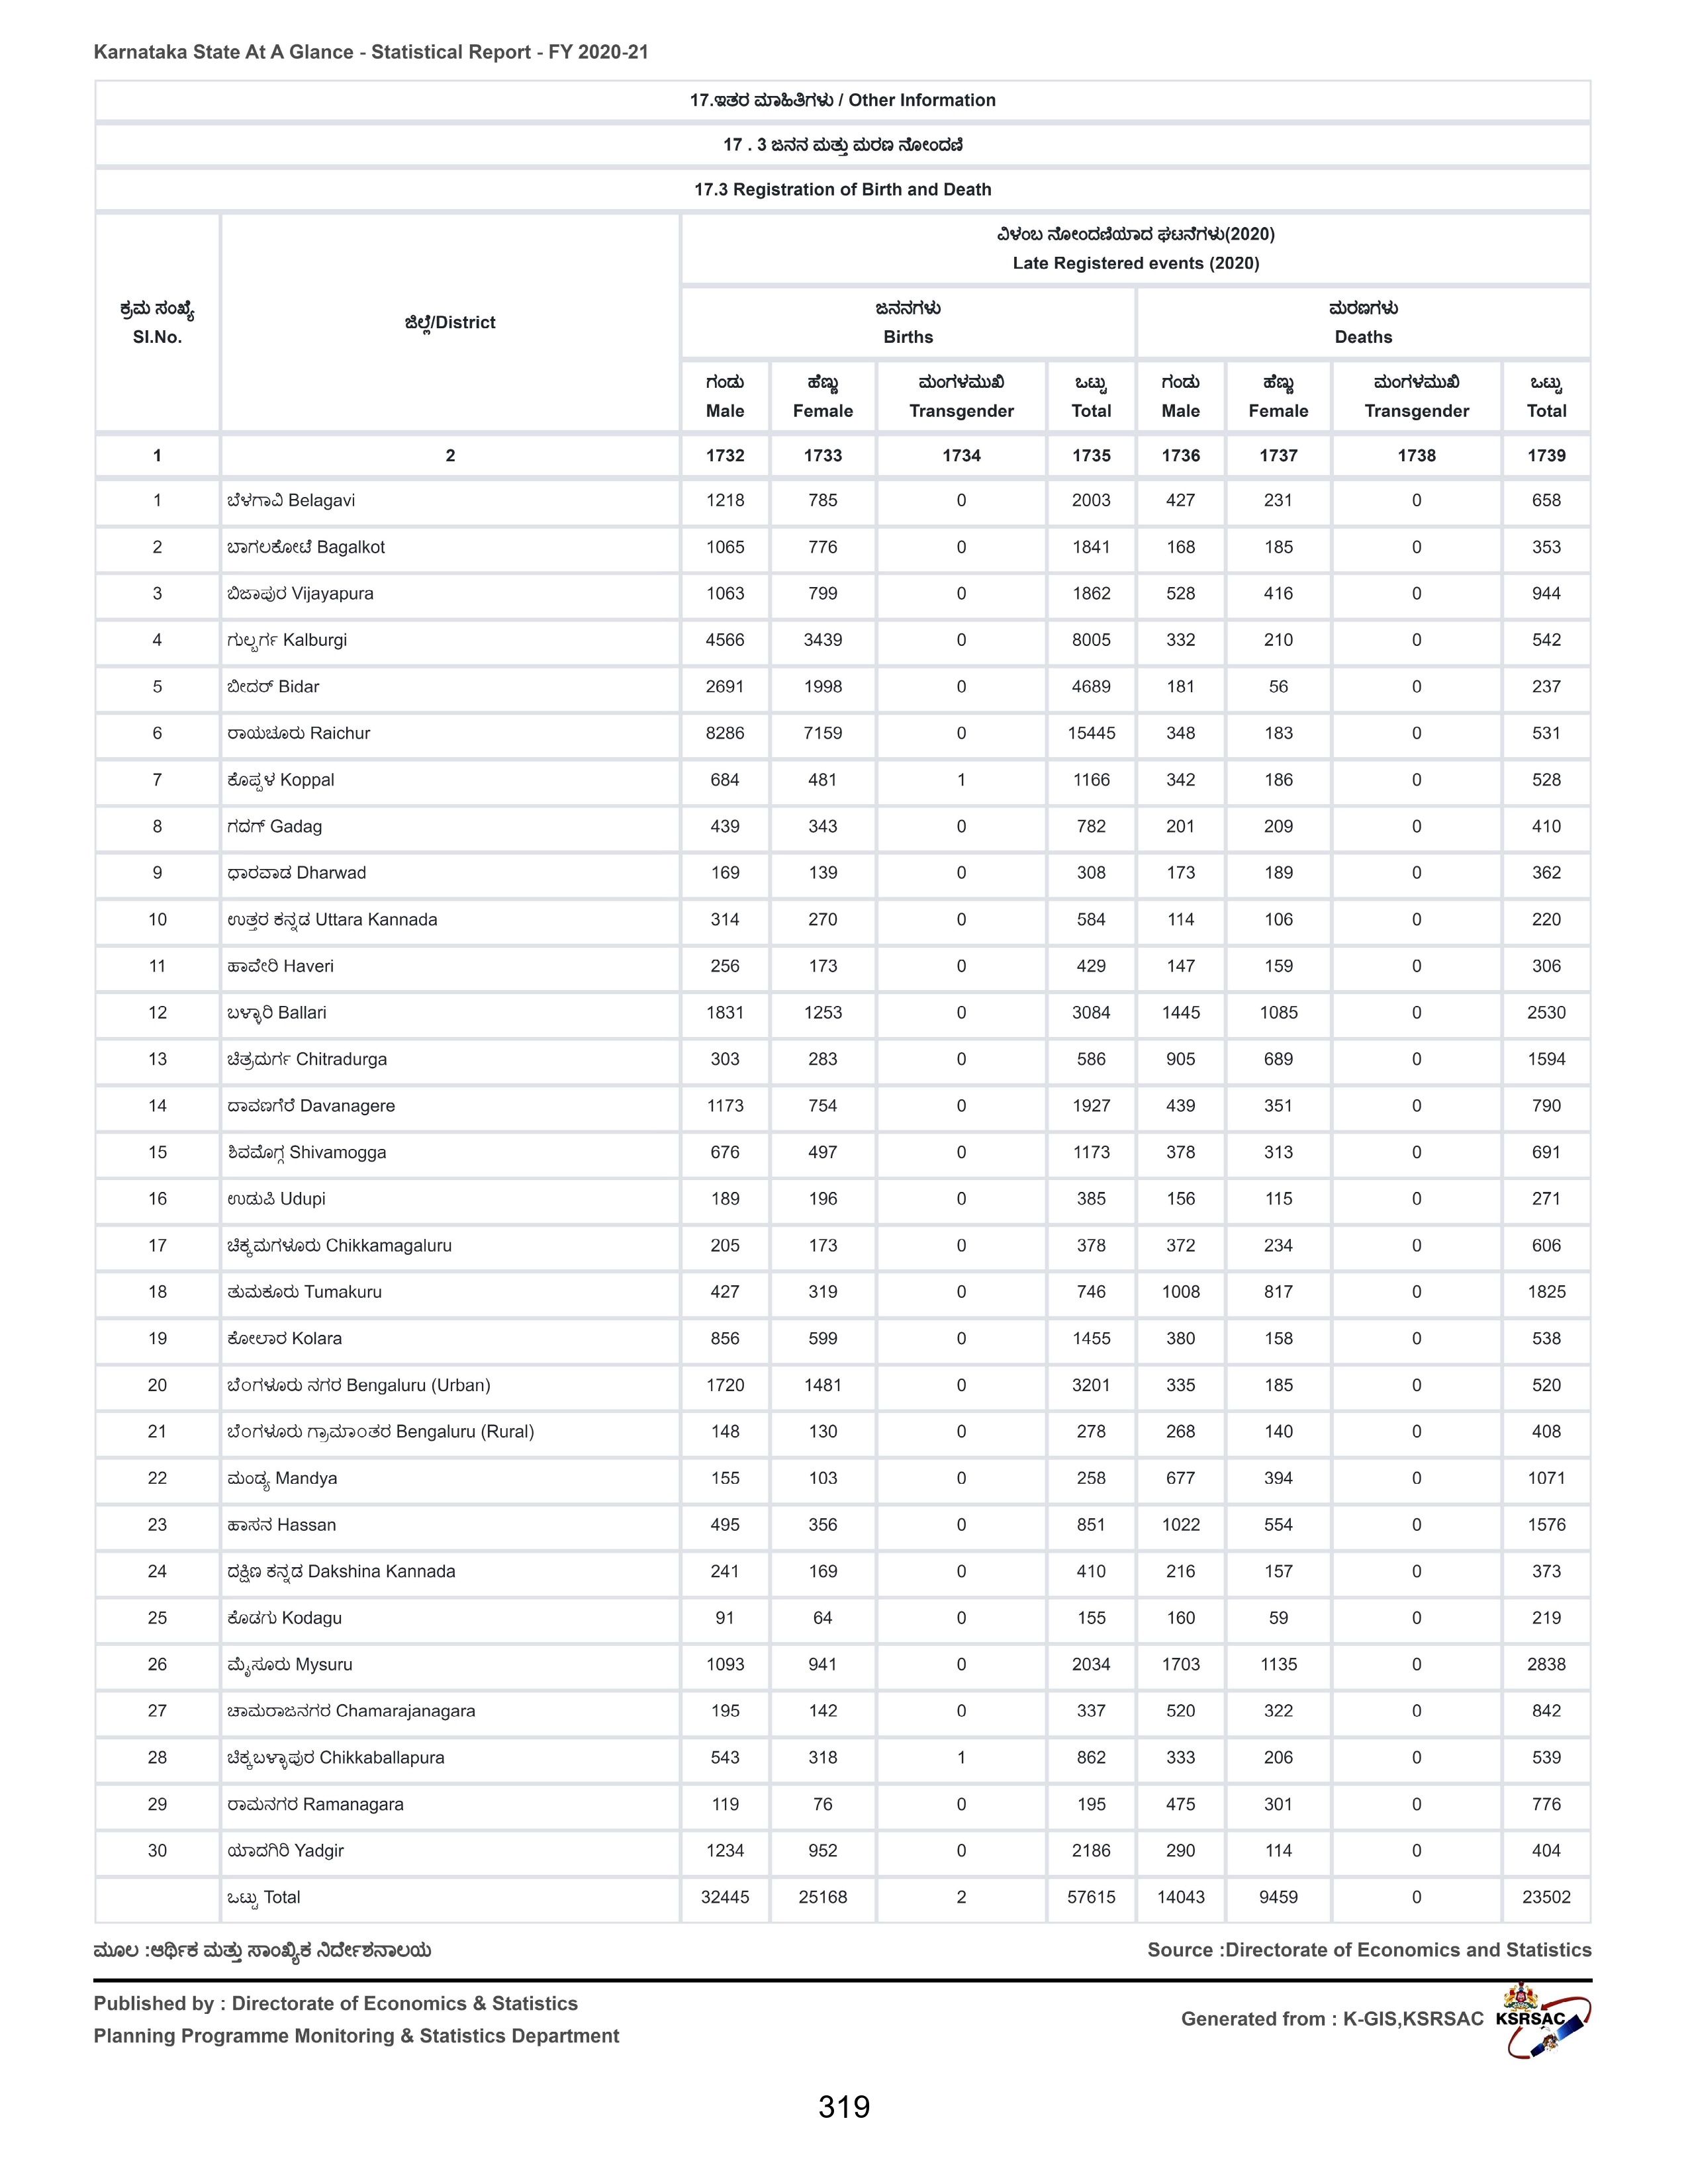 Karnataka State At A Glance - Statistical Report - FY 2020-21
17.ಇತರ ಮಾಹಿತಿಗಳು / Other Information
17 . 3 ಜನನ ಮತ್ತು ಮರಣ ನೋಂದಣಿ
17.3 Registration of Birth and Death
ಕ್ರಮ ಸಂಖ್ಯೆ
Sl.No.
ಜಿಲ್ಲೆ/District
ವಿಳಂಬ ನೋಂದಣಿಯಾದ ಘಟನೆಗಳು(2020)
Late Registered events (2020)
ಜನನಗಳು
Births
ಮರಣಗಳು
Deaths
ಗಂಡು ಹೆಣ್ಣು ಮಂಗಳಮುಖಿ ಒಟ್ಟು ಗಂಡು ಹೆಣ್ಣು ಮಂಗಳಮುಖಿ ಒಟ್ಟು
Male Female Transgender Total Male Female Transgender Total
1 2 1732 1733 1734 1735 1736 1737 1738 1739
1 ಬೆಳಗಾವಿ Belagavi 1218 785 0 2003 427 231 0 658
2 ಬಾಗಲಕೋಟೆ Bagalkot 1065 776 0 1841 168 185 0 353
3 ಬಿಜಾಪುರ Vijayapura 1063 799 0 1862 528 416 0 944
4 ಗುಲ್ಬರ್ಗ Kalburgi 4566 3439 0 8005 332 210 0 542
5 ಬೀದರ್ Bidar 2691 1998 0 4689 181 56 0 237
6 ರಾಯಚೂರು Raichur 8286 7159 0 15445 348 183 0 531
7 ಕೊಪ್ಪಳ Koppal 684 481 1 1166 342 186 0 528
8 ಗದಗ್ Gadag 439 343 0 782 201 209 0 410
9 ಧಾರವಾಡ Dharwad 169 139 0 308 173 189 0 362
10 ಉತ್ತರ ಕನ್ನಡ Uttara Kannada 314 270 0 584 114 106 0 220
11 ಹಾವೇರಿ Haveri 256 173 0 429 147 159 0 306
12 ಬಳ್ಳಾರಿ Ballari 1831 1253 0 3084 1445 1085 0 2530
13 ಚಿತ್ರದುರ್ಗ Chitradurga 303 283 0 586 905 689 0 1594
14 ದಾವಣಗೆರೆ Davanagere 1173 754 0 1927 439 351 0 790
15 ಶಿವಮೊಗ್ಗ Shivamogga 676 497 0 1173 378 313 0 691
16 ಉಡುಪಿ Udupi 189 196 0 385 156 115 0 271
17 ಚಿಕ್ಕಮಗಳೂರು Chikkamagaluru 205 173 0 378 372 234 0 606
18 ತುಮಕೂರು Tumakuru 427 319 0 746 1008 817 0 1825
19 ಕೋಲಾರ Kolara 856 599 0 1455 380 158 0 538
20 ಬೆಂಗಳೂರು ನಗರ Bengaluru (Urban) 1720 1481 0 3201 335 185 0 520
21 ಬೆಂಗಳೂರು ಗ್ರಾಮಾಂತರ Bengaluru (Rural) 148 130 0 278 268 140 0 408
22 ಮಂಡ್ಯ Mandya 155 103 0 258 677 394 0 1071
23 ಹಾಸನ Hassan 495 356 0 851 1022 554 0 1576
24 ದಕ್ಷಿಣ ಕನ್ನಡ Dakshina Kannada 241 169 0 410 216 157 0 373
25 ಕೊಡಗು Kodagu 91 64 0 155 160 59 0 219
26 ಮೈಸೂರು Mysuru 1093 941 0 2034 1703 1135 0 2838
27 ಚಾಮರಾಜನಗರ Chamarajanagara 195 142 0 337 520 322 0 842
28 ಚಿಕ್ಕಬಳ್ಳಾಪುರ Chikkaballapura 543 318 1 862 333 206 0 539
29 ರಾಮನಗರ Ramanagara 119 76 0 195 475 301 0 776
30 ಯಾದಗಿರಿ Yadgir 1234 952 0 2186 290 114 0 404
ಒಟ್ಟು Total 32445 25168 2 57615 14043 9459 0 23502
ಮೂಲ :ಆರ್ಥಿಕ ಮತ್ತು ಸಾಂಖ್ಯಿಕ ನಿರ್ದೇಶನಾಲಯ Source :Directorate of Economics and Statistics
Published by : Directorate of Economics & Statistics
Planning Programme Monitoring & Statistics Department
Generated from : K-GIS,KSRSAC KSRSAC
319